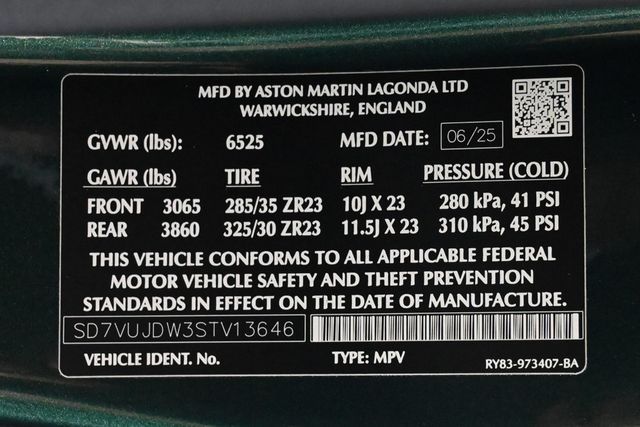 MFD BY ASTON MARTIN LAGONDA LTD
WARWICKSHIRE, ENGLAND
GVWR (lbs): 6525 MFD DATE: 06/25
GAWR (lbs) TIRE RIM PRESSURE (COLD)
FRONT 3065 285/35 ZR23 10J X 23 280 kPa, 41 PSI
REAR 3860 325/30 ZR23 11.5J X 23 310 kPa, 45 PSI
THIS VEHICLE CONFORMS TO ALL APPLICABLE FEDERAL
MOTOR VEHICLE SAFETY AND THEFT PREVENTION
STANDARDS IN EFFECT ON THE DATE OF MANUFACTURE.
SD7VUJDW3STV13646
VEHICLE IDENT. No. TYPE: MPV RY83-973407-BA